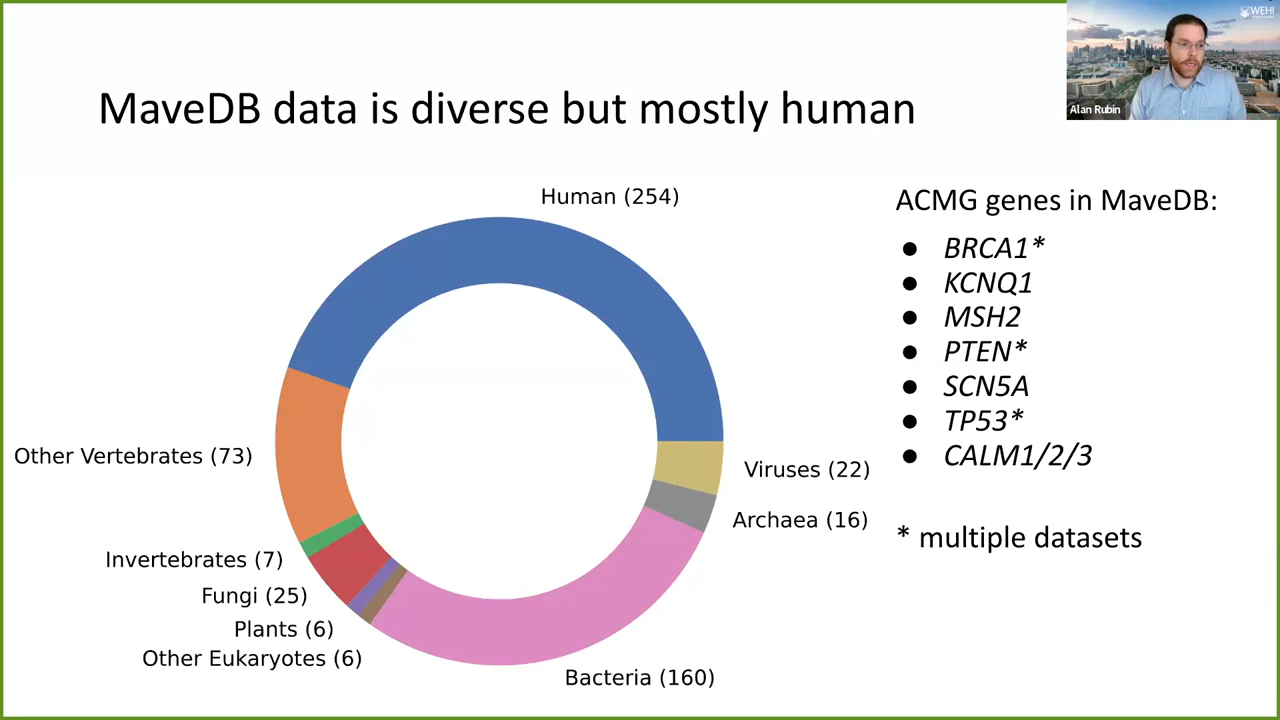 WEHI
Alan Rubin
MaveDB data is diverse but mostly human
Human (254)
Other Vertebrates (73)
Invertebrates (7)
Fungi (25)
Plants (6)
Other Eukaryotes (6)
Bacteria (160)
Archaea (16)
Viruses (22)
ACMG genes in MaveDB:
● BRCA1*
● KCNQ1
● MSH2
● PTEN*
● SCN5A
● TP53*
● CALM1/2/3
* multiple datasets